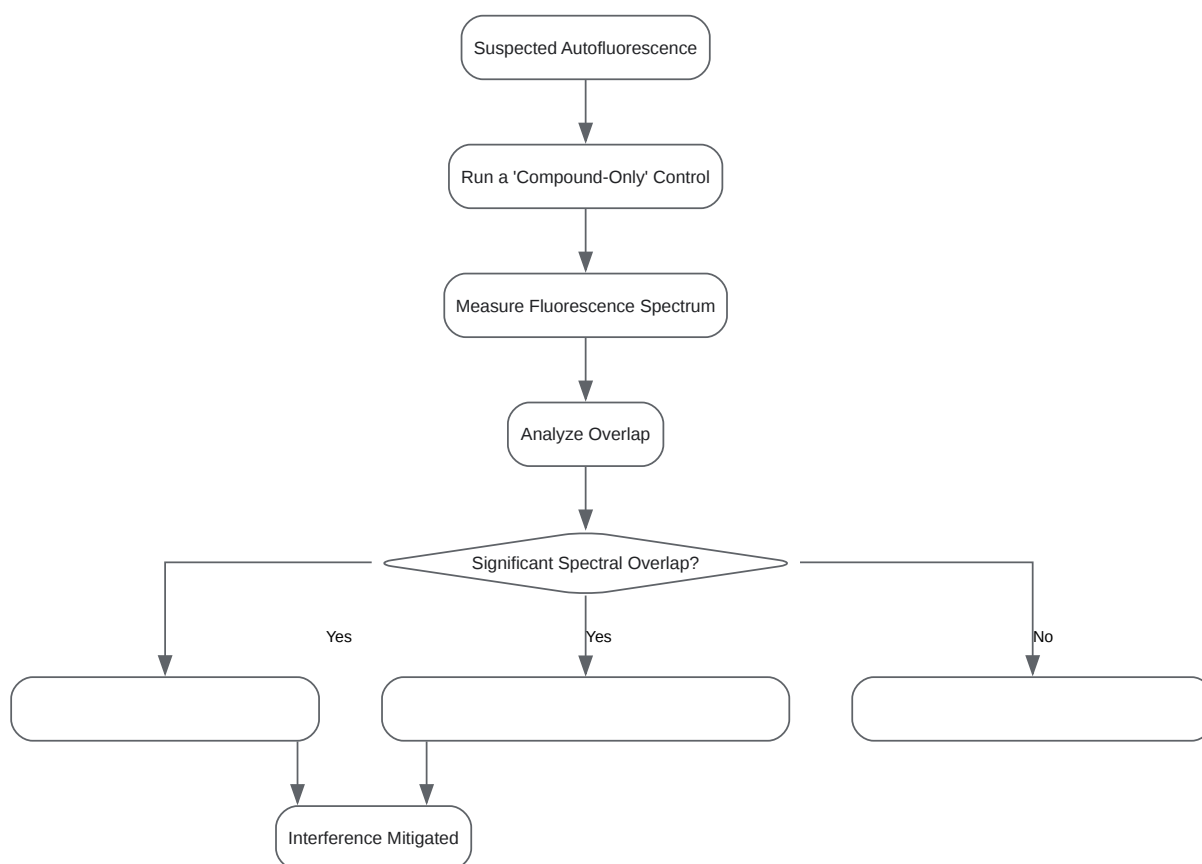 Suspected Autofluorescence
Run a 'Compound-Only' Control
Measure Fluorescence Spectrum
Analyze Overlap
Significant Spectral Overlap?
Yes
Yes
No
Interference Mitigated